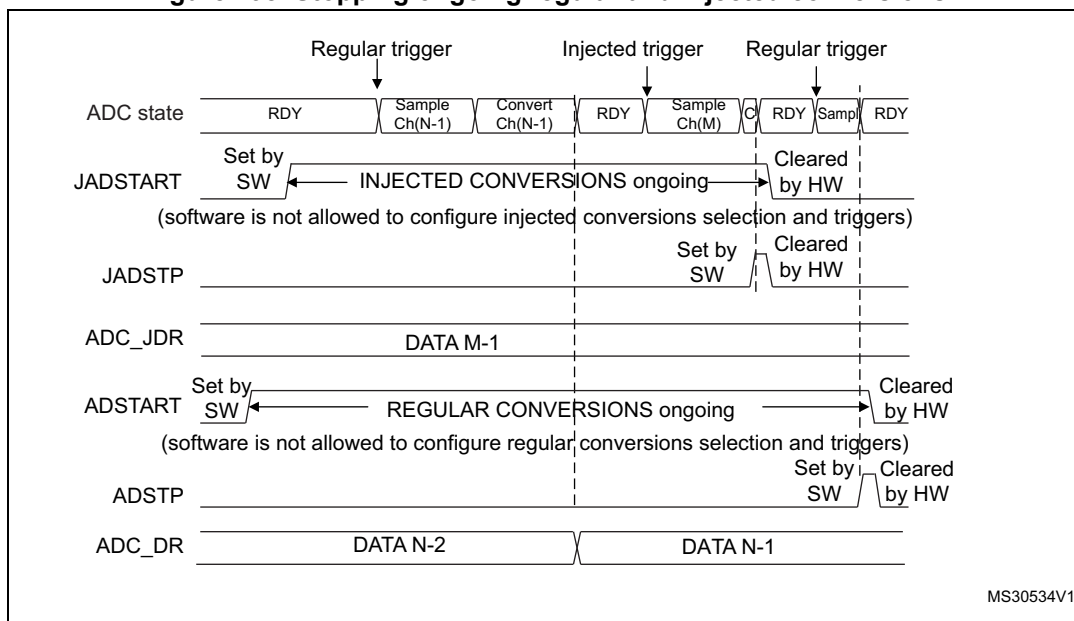 Regular trigger Injected trigger Regular trigger
ADC state RDY Sample Ch(N-1) Convert Ch(N-1) RDY Sample Ch(M) C RDY Sampl RDY
JADSTART Set by SW INJECTED CONVERSIONS ongoing Cleared by HW
(software is not allowed to configure injected conversions selection and triggers)
JADSTP Set by SW Cleared by HW
ADC_JDR DATA M-1
ADSTART Set by SW REGULAR CONVERSIONS ongoing Cleared by HW
(software is not allowed to configure regular conversions selection and triggers)
ADSTP Set by SW Cleared by HW
ADC_DR DATA N-2 DATA N-1
MS30534V1